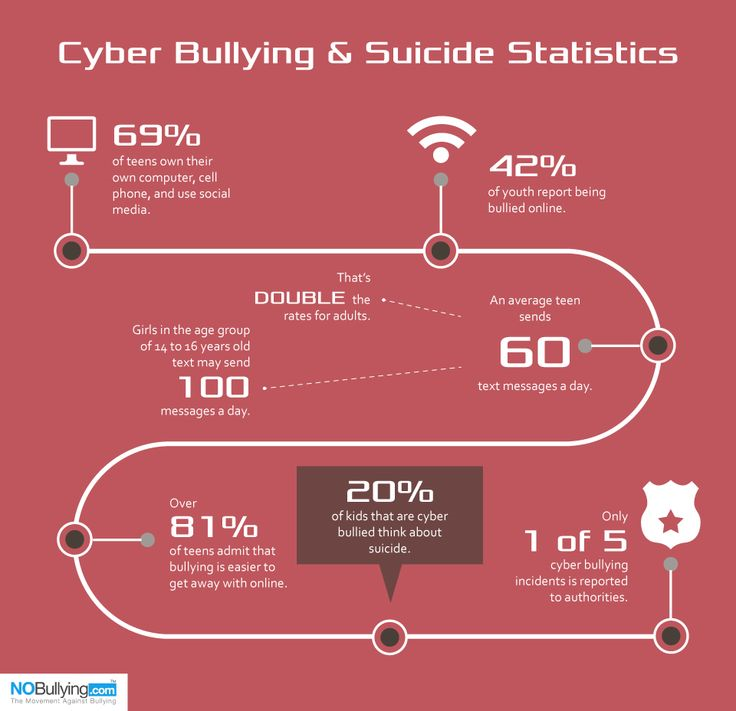 Cyber Bullying & Suicide Statistics
69%
of teens own their
own computer, cell
phone, and use social
media.
42%
of youth report being
bullied online.
That's
DOUBLE the
rates for adults.
An average teen
sends
60
text messages a day.
Girls in the age group
of 14 to 16 years old
text may send
100
messages a day.
Over
81%
of teens admit that
bullying is easier to
get away with online.
20%
of kids that are cyber
bullied think about
suicide.
Only
1 of 5
cyber bullying
incidents is reported
to authorities.
NOBullying.com™
The Movement Against Bullying